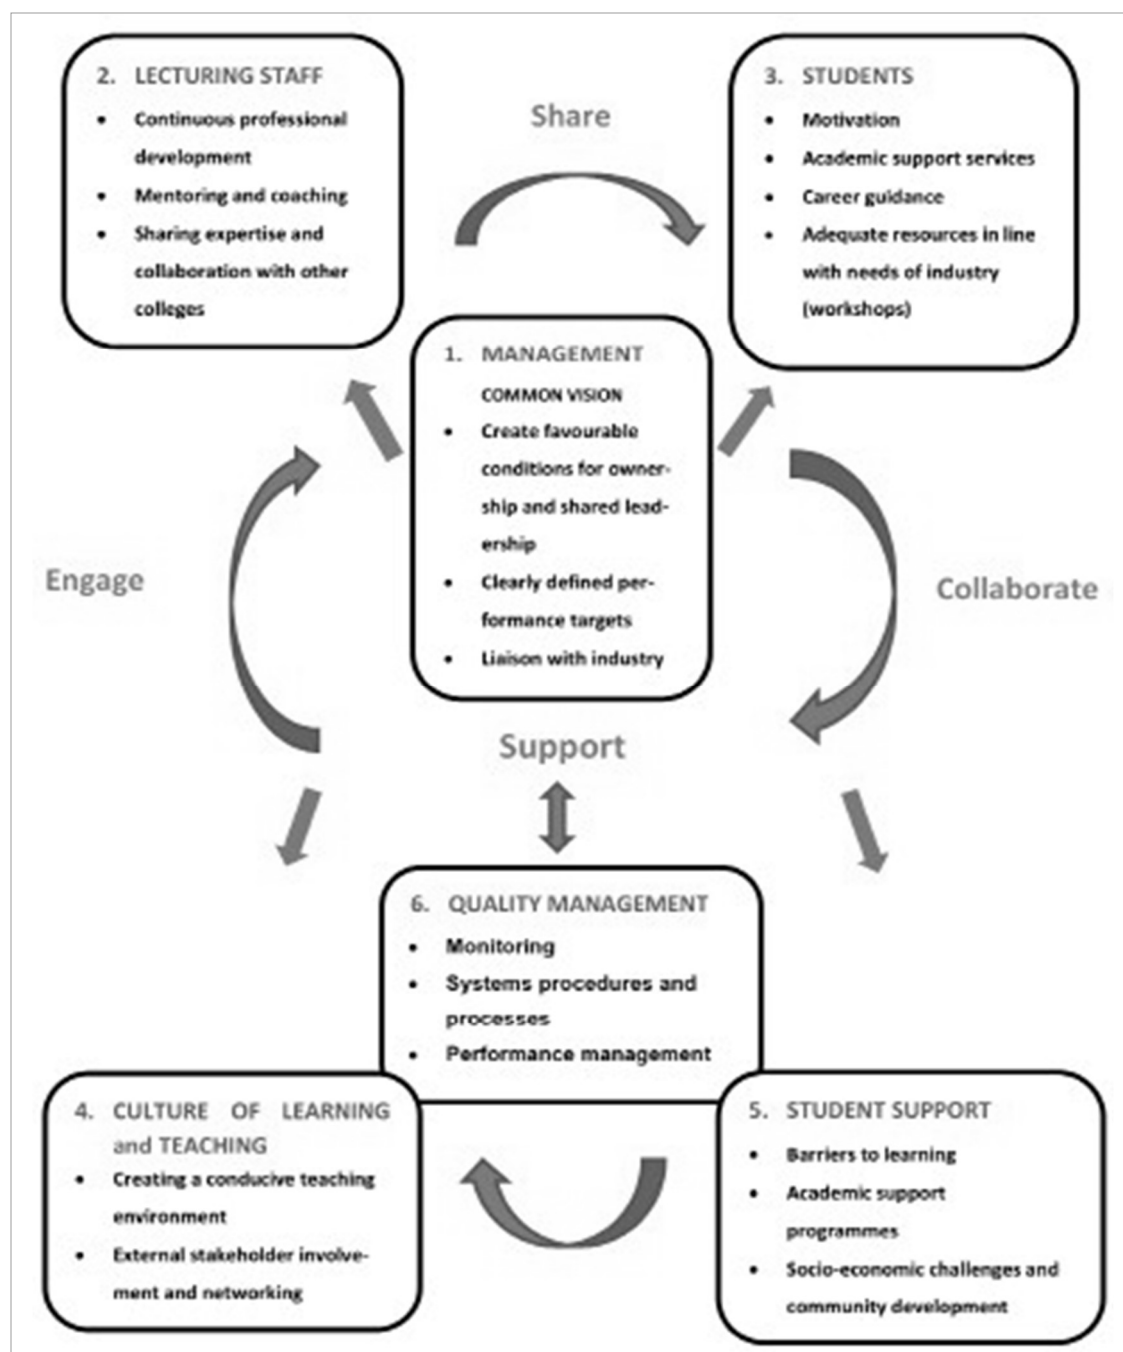 2. LECTURING STAFF
• Continuous professional
development
• Mentoring and coaching
• Sharing expertise and
collaboration with other
colleges
Share
3. STUDENTS
• Motivation
• Academic support services
• Career guidance
• Adequate resources in line
with needs of industry
(workshops)
1. MANAGEMENT
COMMON VISION
• Create favourable
conditions for owner-
ship and shared lead-
ership
• Clearly defined per-
formance targets
• Liaison with industry
Engage
Collaborate
Support
6. QUALITY MANAGEMENT
• Monitoring
• Systems procedures and
processes
• Performance management
4. CULTURE OF LEARNING
and TEACHING
• Creating a conducive teaching
environment
• External stakeholder involve-
ment and networking
5. STUDENT SUPPORT
• Barriers to learning
• Academic support
programmes
• Socio-economic challenges and
community development